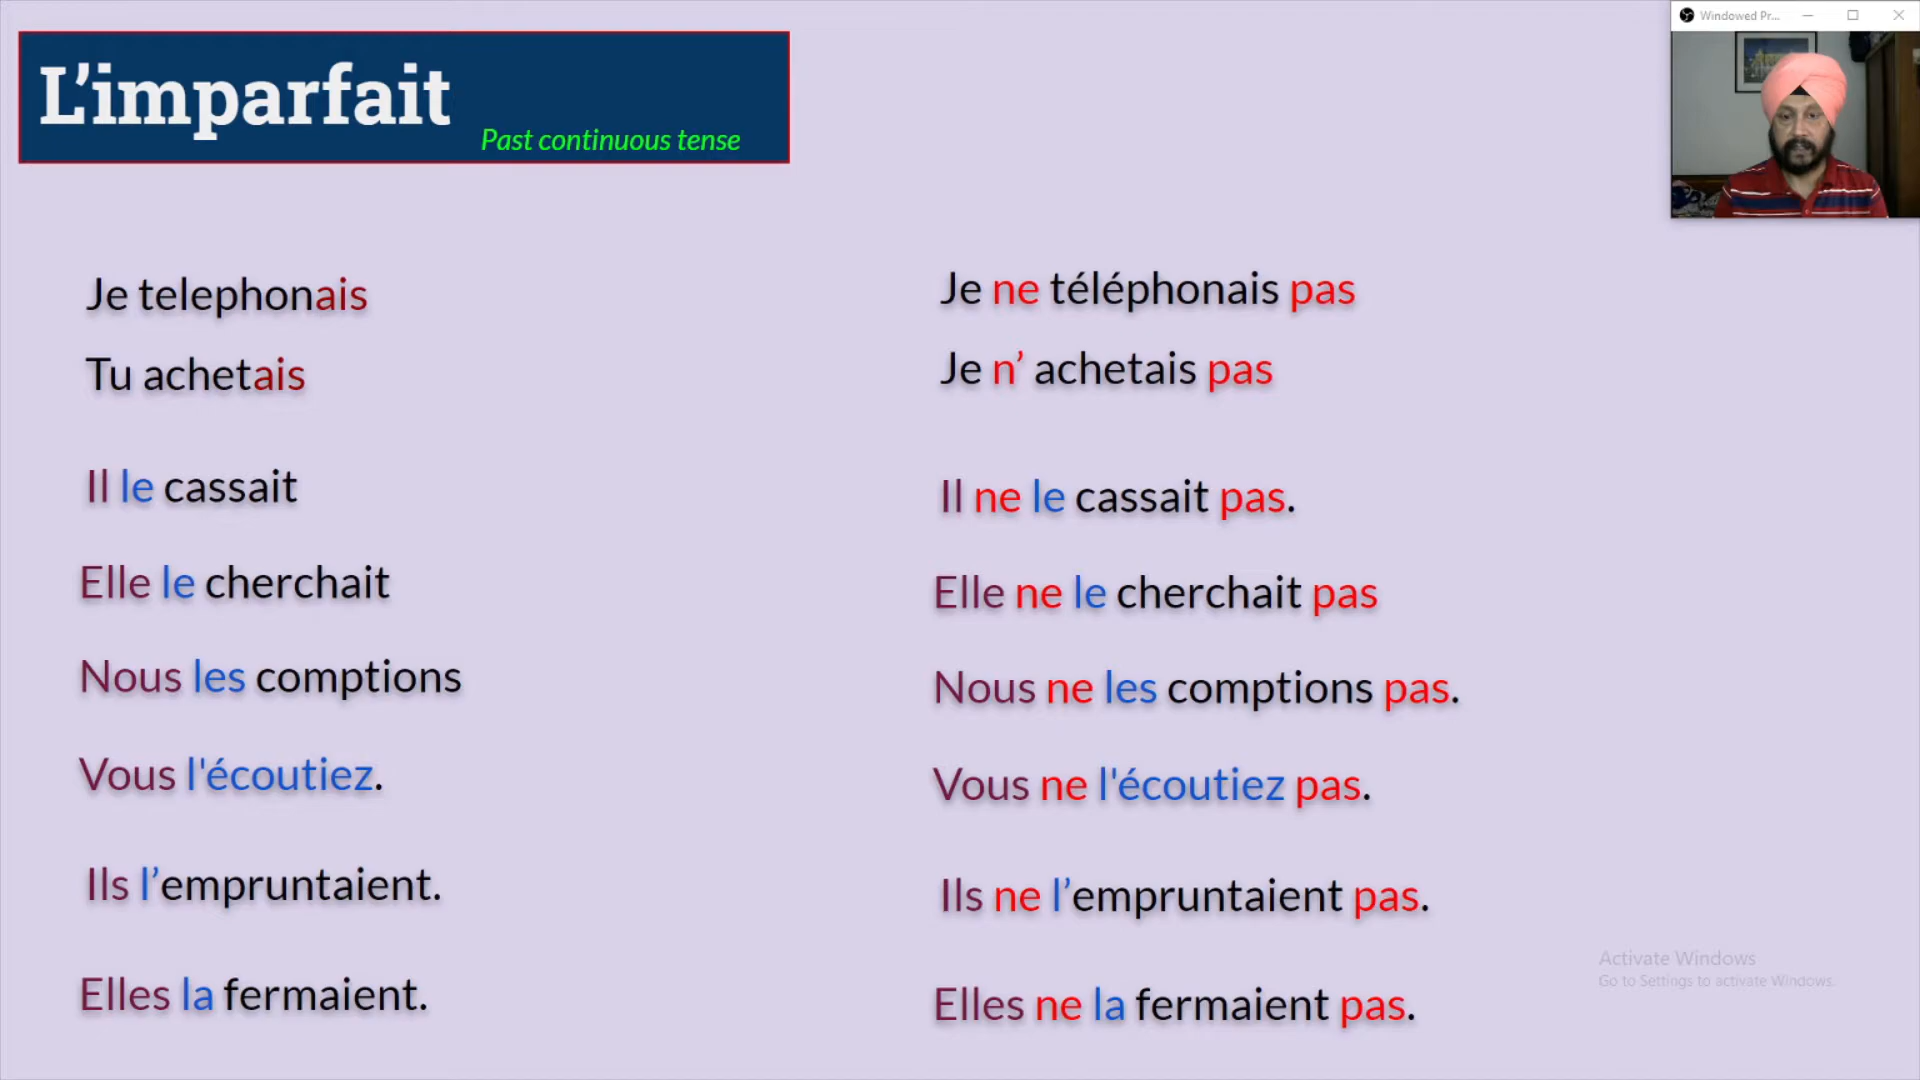 Windowed Pr...
L’imparfait
Past continuous tense
Je telephonais
Tu achetais
Il le cassait
Elle le cherchait
Nous les comptions
Vous l'écoutiez.
Ils l’empruntaient.
Elles la fermaient.
Je ne téléphonais pas
Je n’ achetais pas
Il ne le cassait pas.
Elle ne le cherchait pas
Nous ne les comptions pas.
Vous ne l'écoutiez pas.
Ils ne l’empruntaient pas.
Elles ne la fermaient pas.
Activate Windows
Go to Settings to activate Windows.